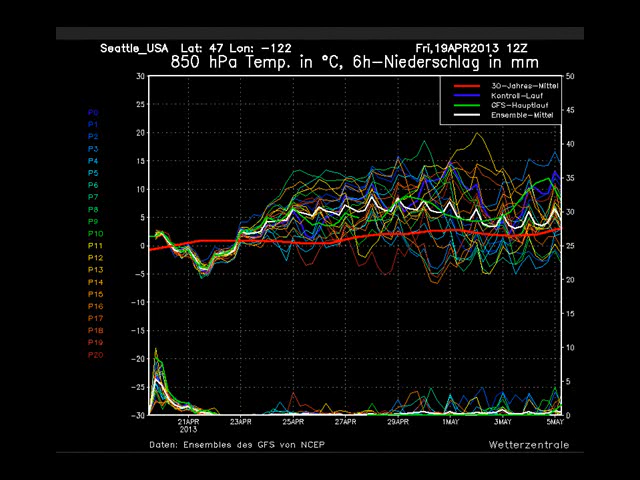 Seattle_USA Lat: 47 Lon: -122 Fri,19APR2013 12Z
850 hPa Temp. in °C, 6h-Niederschlag in mm
30-Jahres-Mittel
Kontroll-Lauf
GFS-Hauptlauf
Ensemble-Mittel
P0
P1
P2
P3
P4
P5
P6
P7
P8
P9
P10
P11
P12
P13
P14
P15
P16
P17
P18
P19
P20
30
25
20
15
10
5
0
-5
-10
-15
-20
-25
-30
50
45
40
35
30
25
20
15
10
5
0
21APR 23APR 25APR 27APR 29APR 1MAY 3MAY 5MAY
2013
Daten: Ensembles des GFS von NCEP Wetterzentrale